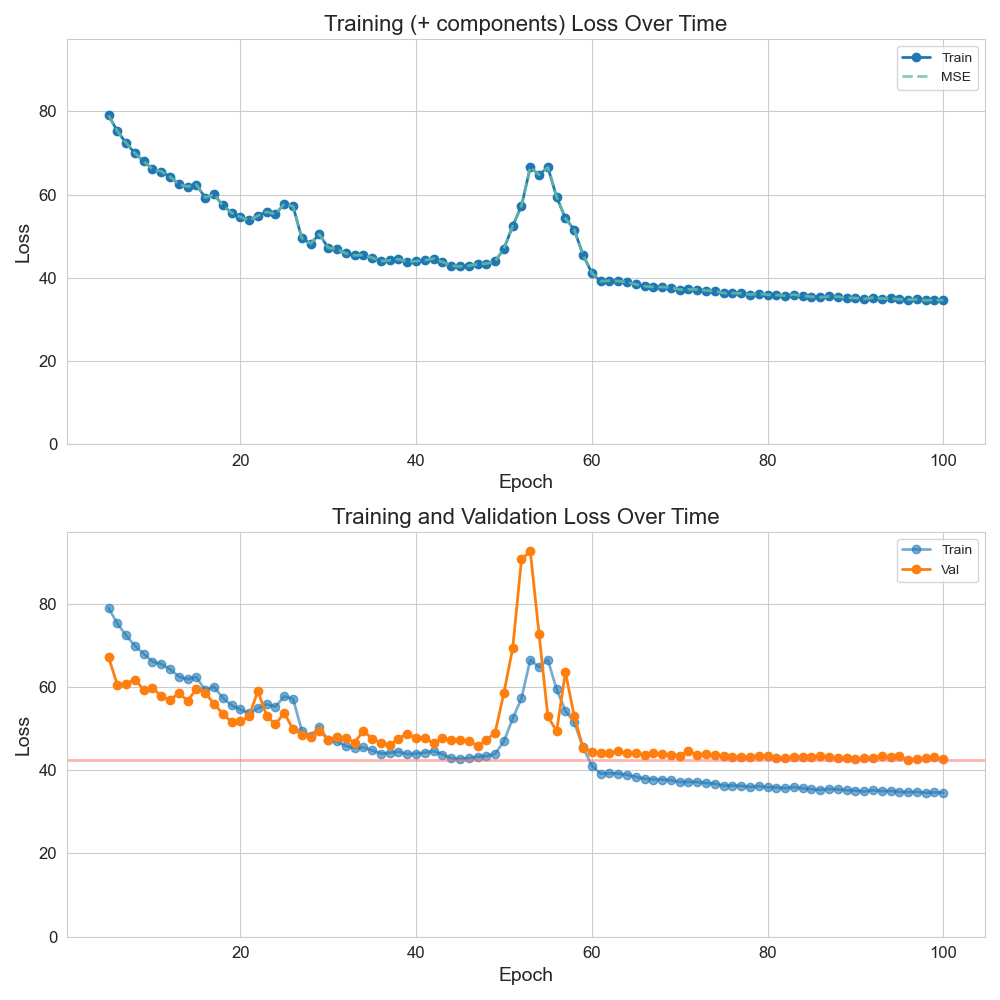 Training (+ components) Loss Over Time
Train
MSE
Loss
80
60
40
20
0
20 40 60 80 100
Epoch
Training and Validation Loss Over Time
Train
Val
Loss
80
60
40
20
0
20 40 60 80 100
Epoch